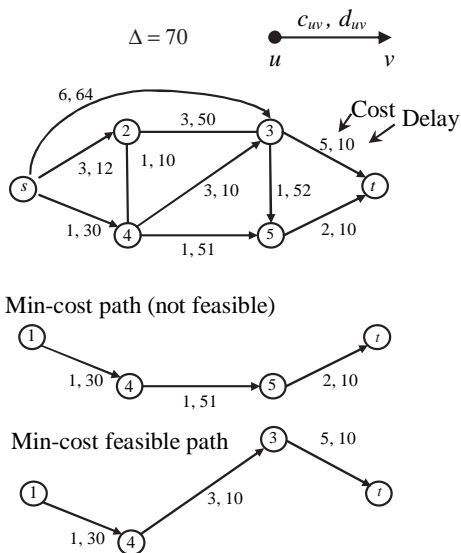 Δ = 70
c_uv, d_uv
u v
6, 64
2
3, 50
3
Cost
Delay
5, 10
s
3, 12
1, 10
3, 10
1, 52
t
1, 30
4
1, 51
5
2, 10
Min-cost path (not feasible)
1
t
1, 30
4
1, 51
5
2, 10
Min-cost feasible path
3
5, 10
1
3, 10
t
1, 30
4